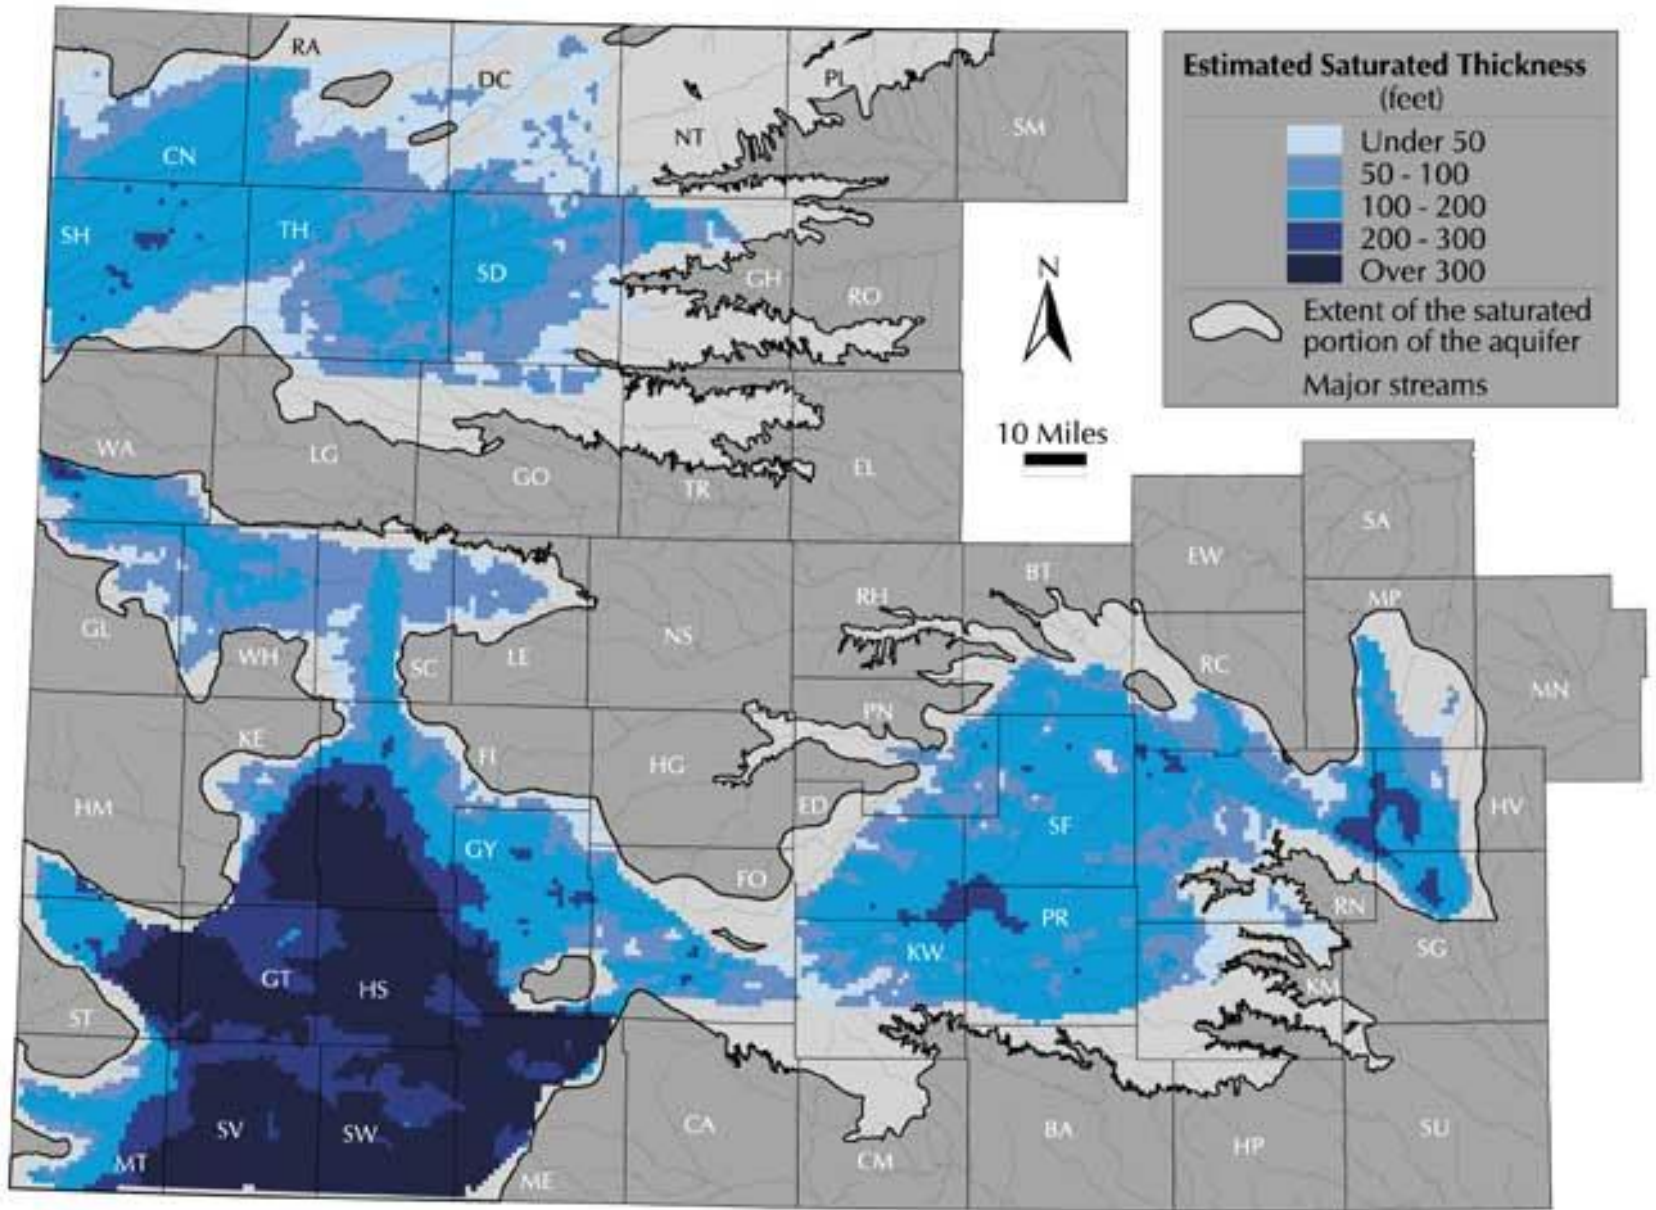 RA
DC
PL
NT
SM
CN
SH
TH
SD
GH
RO
WA
LG
GO
TR
EL
Estimated Saturated Thickness
(feet)
Under 50
50 - 100
100 - 200
200 - 300
Over 300
Extent of the saturated
portion of the aquifer
Major streams
N
10 Miles
SA
EW
BT
RH
MP
GL
WH
SC
LE
NS
RC
MN
PN
KE
FI
HG
HM
ED
SF
HV
GY
FO
PR
RN
KW
SG
GT
HS
KM
ST
SV
SW
CA
BA
SU
MT
ME
CM
HP